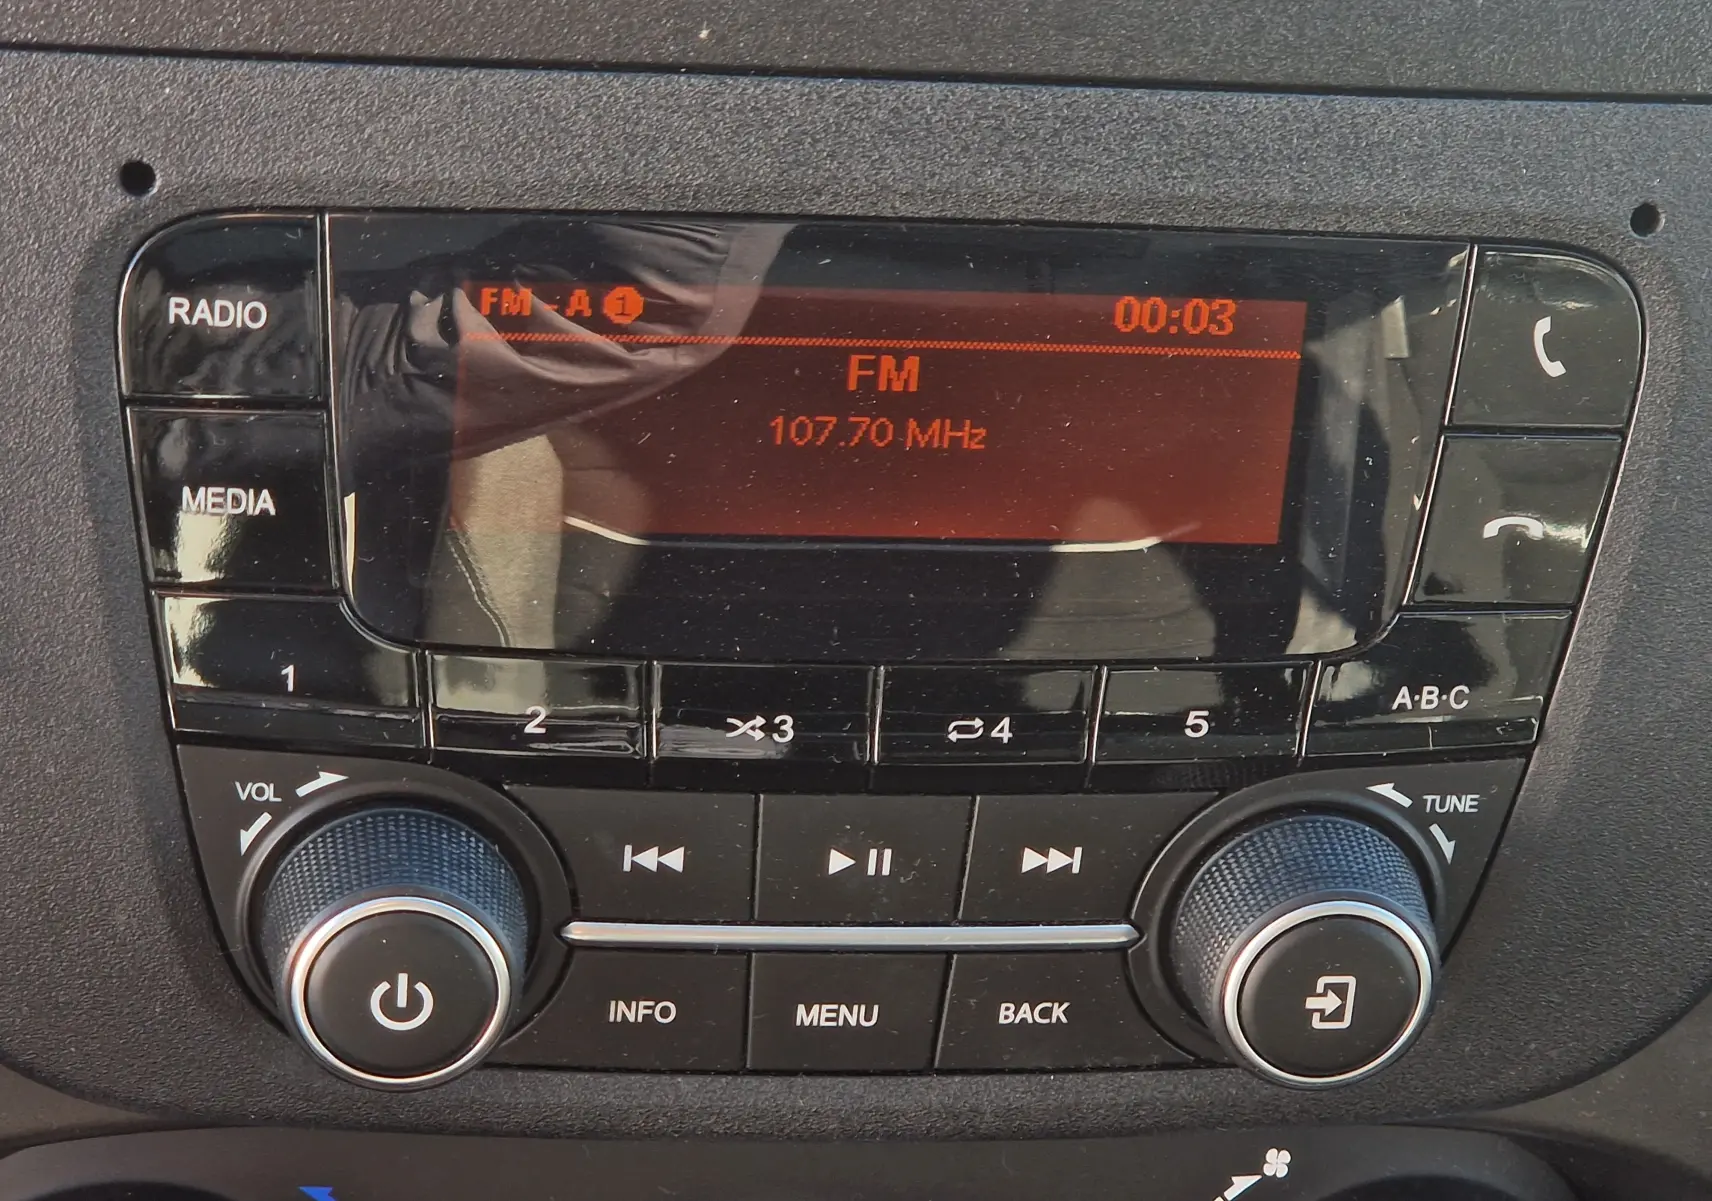 RADIO
FM - A 1
00:03
FM
107.70 MHz
MEDIA
1
2
3
4
5
A·B·C
VOL
TUNE
INFO
MENU
BACK